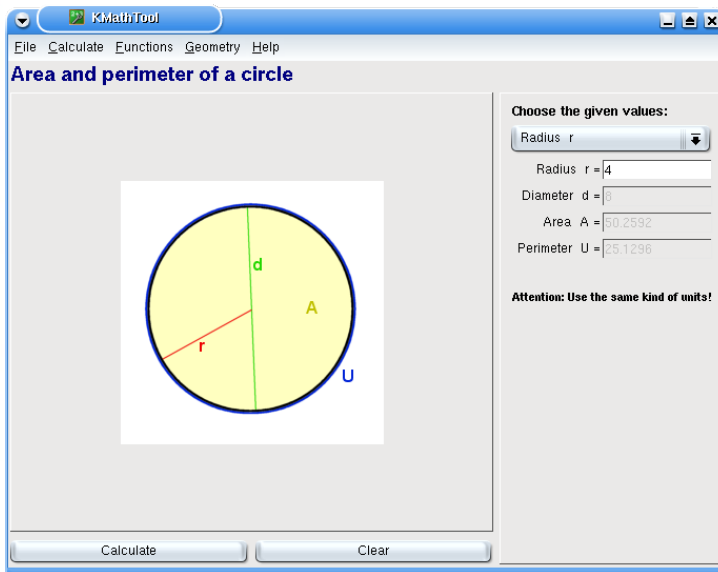 KMathTool
File Calculate Functions Geometry Help
Area and perimeter of a circle
Choose the given values:
Radius r
Radius r = 4
Diameter d = 8
Area A = 50.2592
Perimeter U = 25.1296
Attention: Use the same kind of units!
d
A
r
U
Calculate Clear